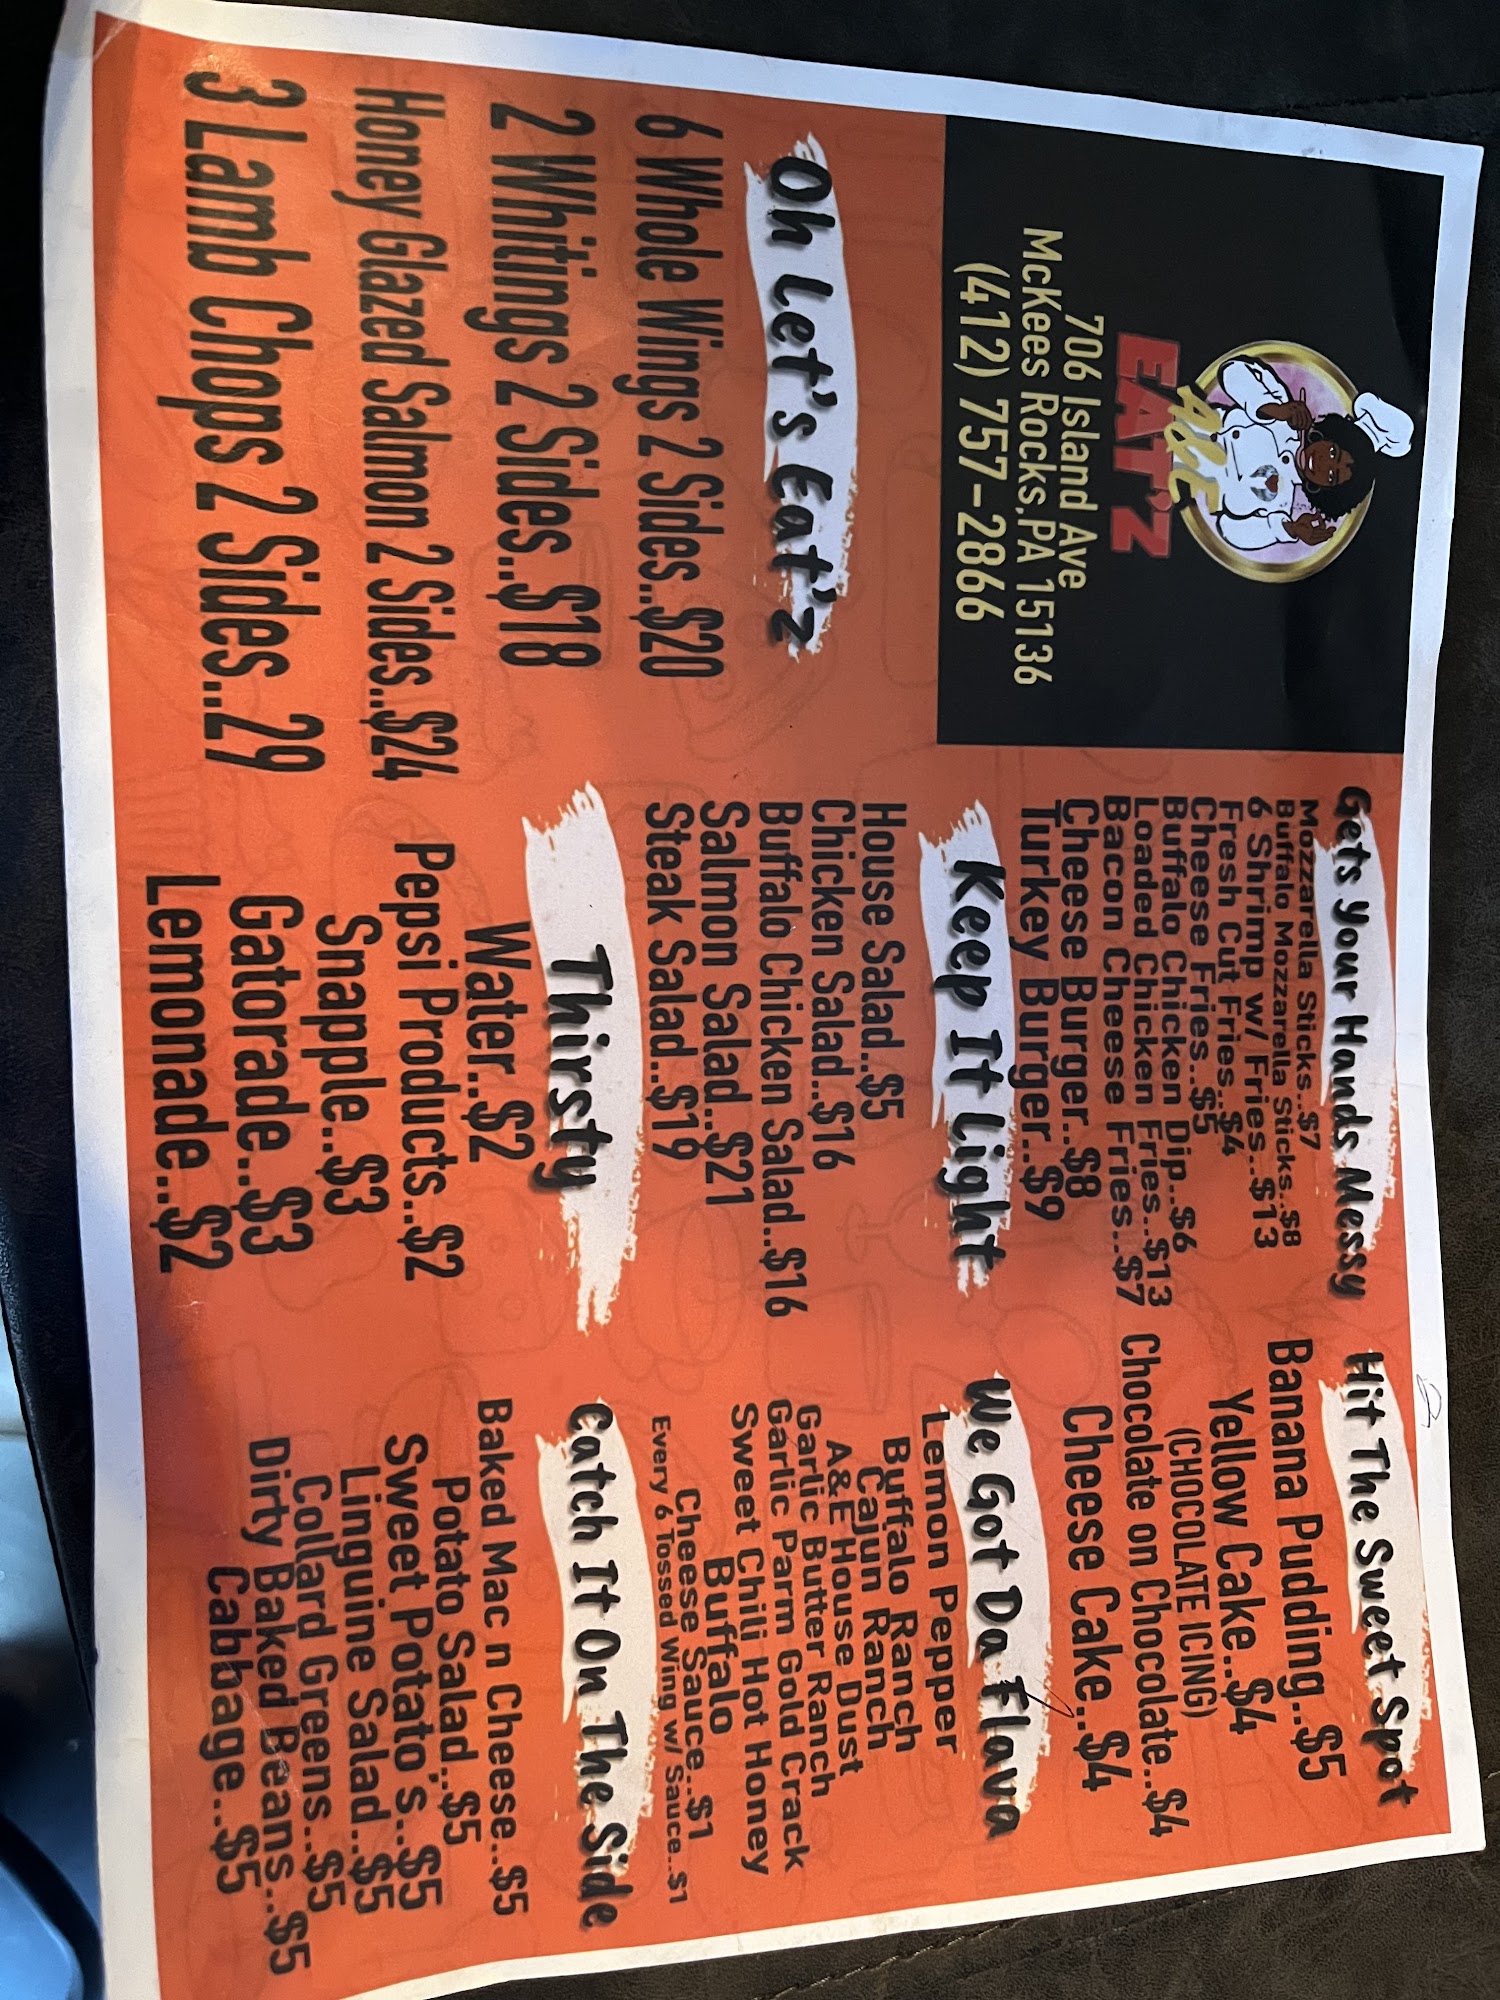 A&E
EAT'Z
706 Island Ave
McKees Rocks,PA 15136
(412) 757-2866
Oh Let's Eat'z
6 Whole Wings 2 Sides..$20
2 Whitings 2 Sides..$18
Honey Glazed Salmon 2 Sides..$24
3 Lamb Chops 2 Sides..29
Gets Your Hands Messy
Mozzarella Sticks..$7
Buffalo Mozzarella Sticks..$8
6 Shrimp w/ Fries..$13
Fresh Cut Fries..$4
Cheese Fries..$5
Buffalo Chicken Dip..$6
Loaded Chicken Fries..$13
Bacon Cheese Fries..$7
Cheese Burger..$8
Turkey Burger..$9
Keep It Light
House Salad..$5
Chicken Salad..$16
Buffalo Chicken Salad..$16
Salmon Salad..$21
Steak Salad..$19
Thirsty
Water..$2
Pepsi Products..$2
Snapple..$3
Gatorade..$3
Lemonade..$2
Hit The Sweet Spot
Banana Pudding..$5
Yellow Cake..$4
(CHOCOLATE ICING)
Chocolate on Chocolate..$4
Cheese Cake..$4
We Got Da Flava
Lemon Pepper
Buffalo Ranch
Cajun Ranch
A&E House Dust
Garlic Butter Ranch
Garlic Parm Gold Crack
Sweet Chili Hot Honey
Buffalo
Cheese Sauce..$1
Every 6 Tossed Wing w/ Sauce..$1
Catch It On The Side
Baked Mac n Cheese..$5
Potato Salad..$5
Sweet Potato's..$5
Linguine Salad..$5
Collard Greens..$5
Dirty Baked Beans..$5
Cabbage..$5